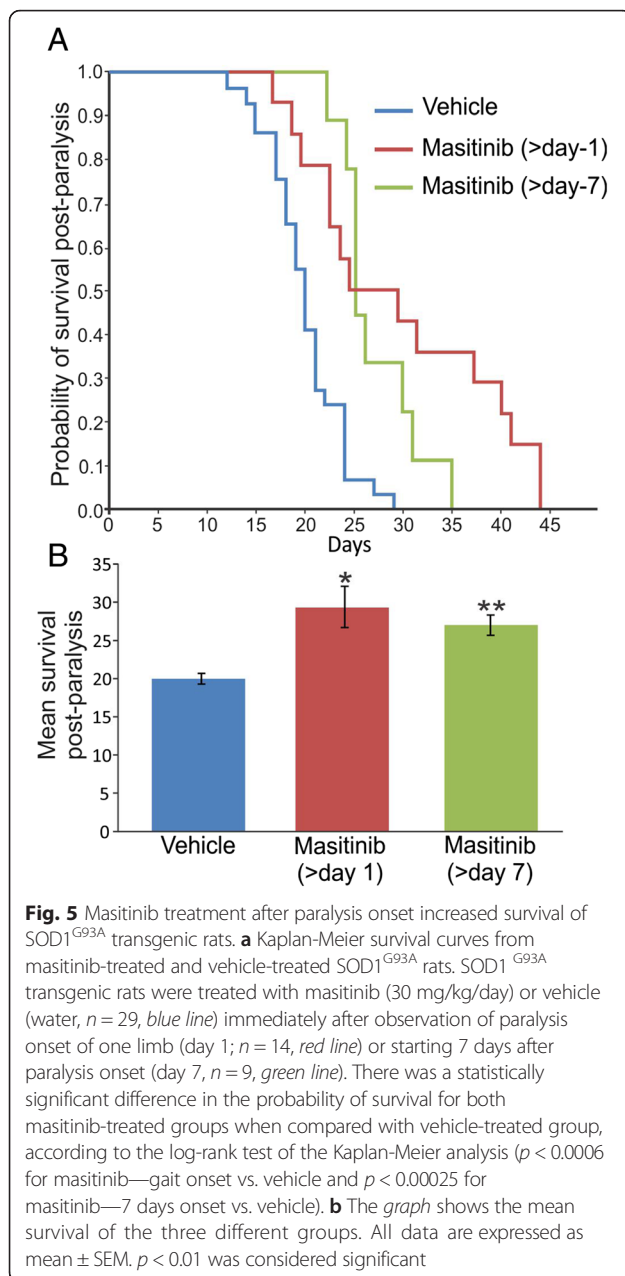 A
1.0
0.9
0.8
0.7
0.6
0.5
0.4
0.3
0.2
0.1
0.0
Probability of survival post-paralysis
Vehicle
Masitinib (>day-1)
Masitinib (>day-7)
0 5 10 15 20 25 30 35 40 45
Days
B
35
30
25
20
15
10
5
0
Mean survival
post-paralysis
*
**
Vehicle
Masitinib
(>day 1)
Masitinib
(>day 7)
Fig. 5 Masitinib treatment after paralysis onset increased survival of
SOD1G93A transgenic rats. a Kaplan-Meier survival curves from
masitinib-treated and vehicle-treated SOD1G93A rats. SOD1 G93A
transgenic rats were treated with masitinib (30 mg/kg/day) or vehicle
(water, n = 29, blue line) immediately after observation of paralysis
onset of one limb (day 1; n = 14, red line) or starting 7 days after
paralysis onset (day 7, n = 9, green line). There was a statistically
significant difference in the probability of survival for both
masitinib-treated groups when compared with vehicle-treated group,
according to the log-rank test of the Kaplan-Meier analysis (p < 0.0006
for masitinib—gait onset vs. vehicle and p < 0.00025 for
masitinib—7 days onset vs. vehicle). b The graph shows the mean
survival of the three different groups. All data are expressed as
mean ± SEM. p < 0.01 was considered significant